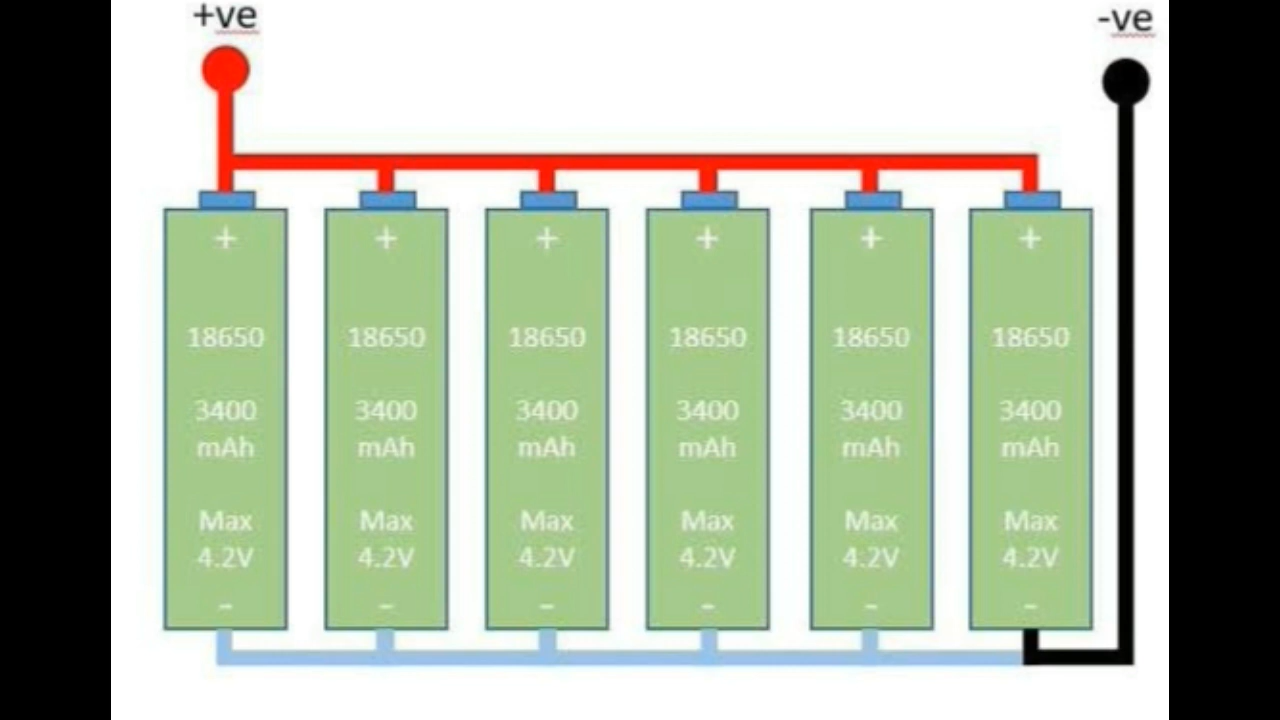 +ve
-ve
+
18650
3400
mAh
Max
4.2V
-
+
18650
3400
mAh
Max
4.2V
-
+
18650
3400
mAh
Max
4.2V
-
+
18650
3400
mAh
Max
4.2V
-
+
18650
3400
mAh
Max
4.2V
-
+
18650
3400
mAh
Max
4.2V
-